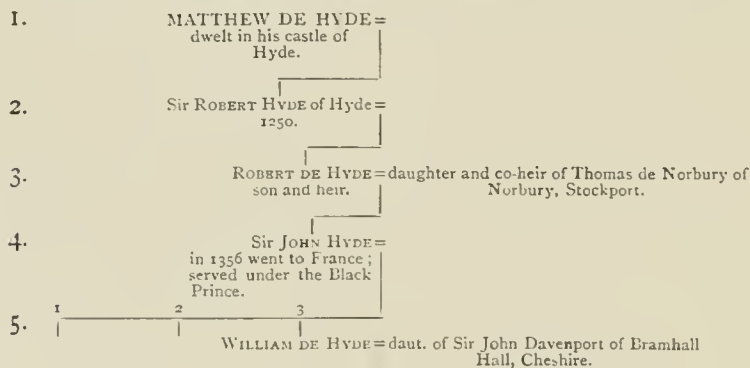 1. MATTHEW DE HYDE=
dwelt in his castle of
Hyde.
2. Sir ROBERT HYDE of Hyde=
1250.
3. ROBERT DE HYDE=daughter and co-heir of Thomas de Norbury of
son and heir. Norbury, Stockport.
4. Sir JOHN HYDE=
in 1356 went to France;
served under the Black
Prince.
1 2 3
5.
WILLIAM DE HYDE=daut. of Sir John Davenport of Bramhall
Hall, Cheshire.